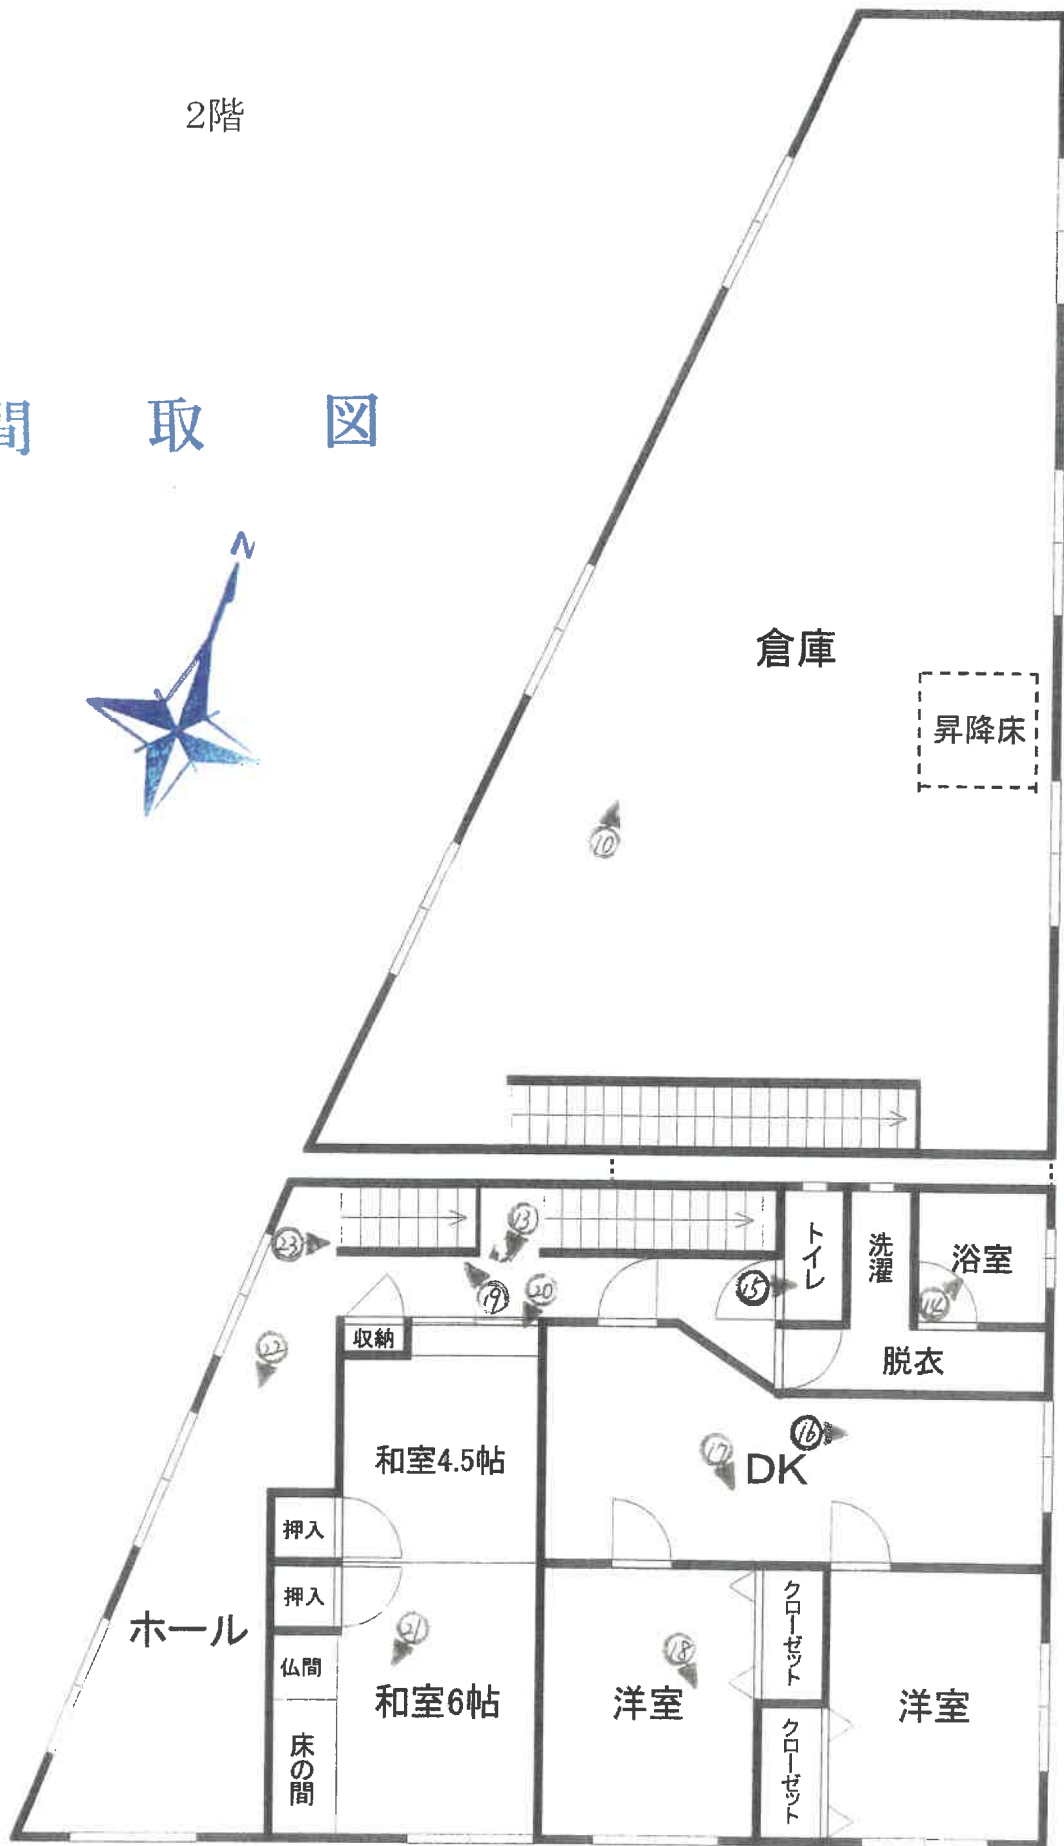 2階
間取図
N
倉庫
昇降床
10
13
トイレ
洗濯
浴室
23
15
14
19
20
収納
脱衣
22
16
和室4.5帖
17
DK
押入
押入
クローゼット
ホール
21
18
仏間
和室6帖
洋室
洋室
床の間
クローゼット